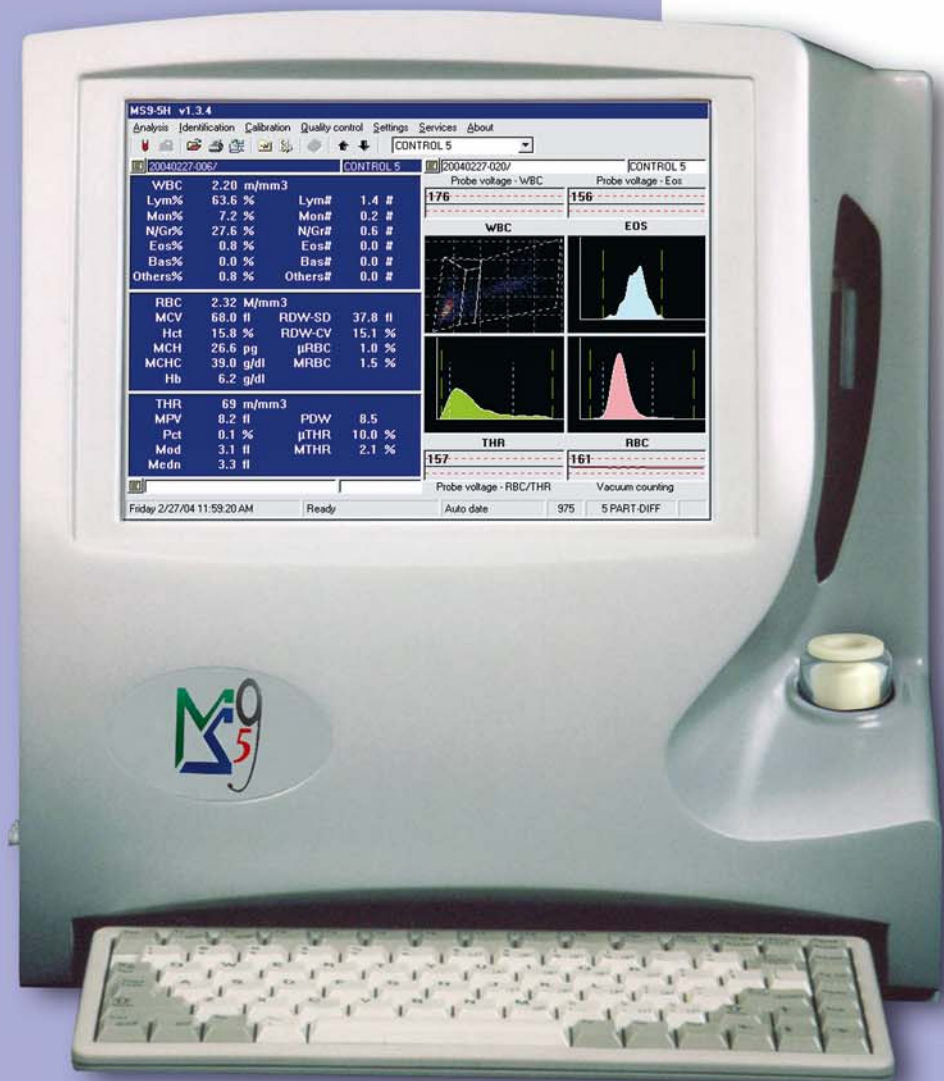 MS9-5H v1.3.4
Analysis Identification Calibration Quality control Settings Services About
CONTROL 5
20040227-006/ CONTROL 5 20040227-020/ CONTROL 5
WBC 2.20 m/mm3
Lym% 63.6 % Lym# 1.4 #
Mon% 7.2 % Mon# 0.2 #
N/Gr% 27.6 % N/Gr# 0.6 #
Eos% 0.8 % Eos# 0.0 #
Bas% 0.0 % Bas# 0.0 #
Others% 0.8 % Others# 0.0 #
RBC 2.32 M/mm3
MCV 68.0 fl RDW-SD 37.8 fl
Hct 15.8 % RDW-CV 15.1 %
MCH 26.6 pg µRBC 1.0 %
MCHC 39.0 g/dl MRBC 1.5 %
Hb 6.2 g/dl
THR 69 m/mm3
MPV 8.2 fl PDW 8.5
Pct 0.1 % µTHR 10.0 %
Mod 3.1 fl MTHR 2.1 %
Medn 3.3 fl
Probe voltage - WBC Probe voltage - Eos
176 156
WBC EOS
THR RBC
157 161
Probe voltage - RBC/THR Vacuum counting
Friday 2/27/04 11:59:20 AM Ready Auto date 975 5 PART-DIFF
MS9
5